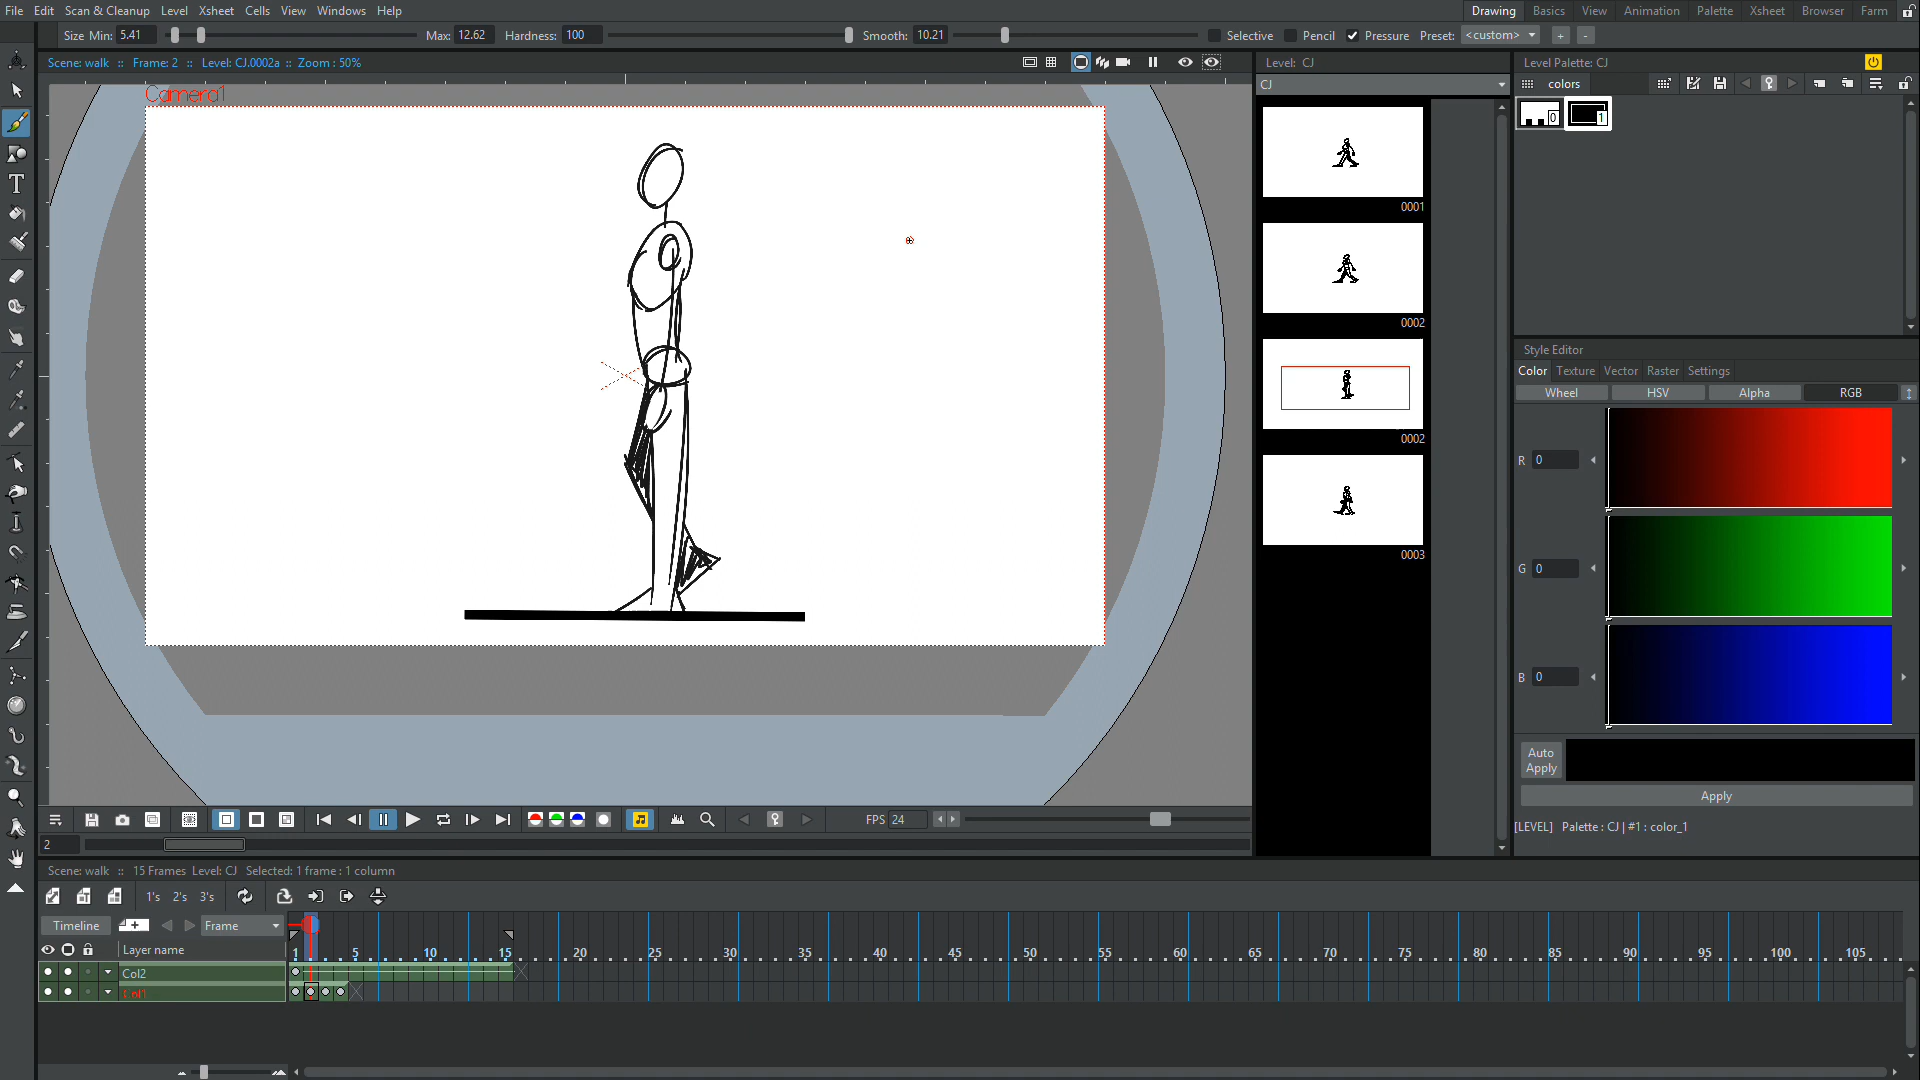 File Edit Scan & Cleanup Level Xsheet Cells View Windows Help
Drawing Basics View Animation Palette Xsheet Browser Farm
Size Min: 5.41 Max: 12.62 Hardness: 100 Smooth: 10.21 Selective Pencil Pressure Preset: <custom> + -
Scene: walk :: Frame: 2 :: Level: CJ.0002a :: Zoom : 50%
Level: CJ
Level Palette: CJ
CJ
colors
Camera1
0 1
0001
0002
0002
0003
Style Editor
Color Texture Vector Raster Settings
Wheel HSV Alpha RGB
R 0
G 0
B 0
Auto Apply
Apply
[LEVEL] Palette : CJ | #1 : color_1
FPS 24
2
Scene: walk :: 15 Frames Level: CJ Selected: 1 frame : 1 column
1's 2's 3's
Timeline Frame
Layer name
1 5 10 15 20 25 30 35 40 45 50 55 60 65 70 75 80 85 90 95 100 105
Col2
Col1